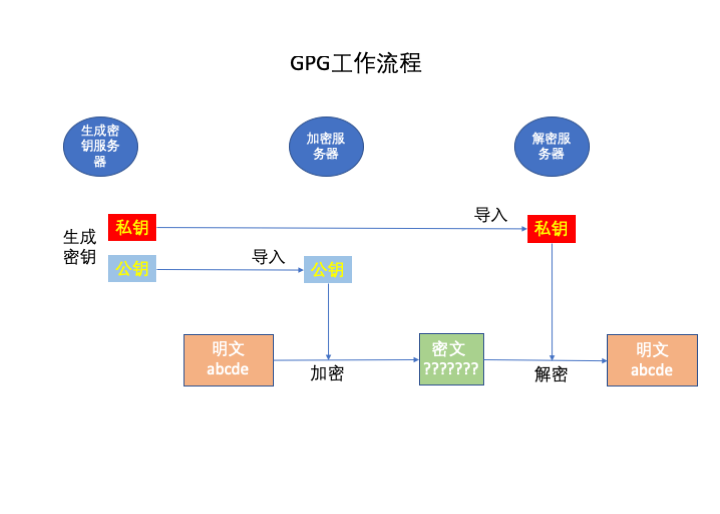 GPG工作流程
生成密
钥服务
器
加密服
务器
解密服
务器
生成
密钥
私钥
导入
私钥
公钥
导入
公钥
明文
abcde
加密
密文
???????
解密
明文
abcde